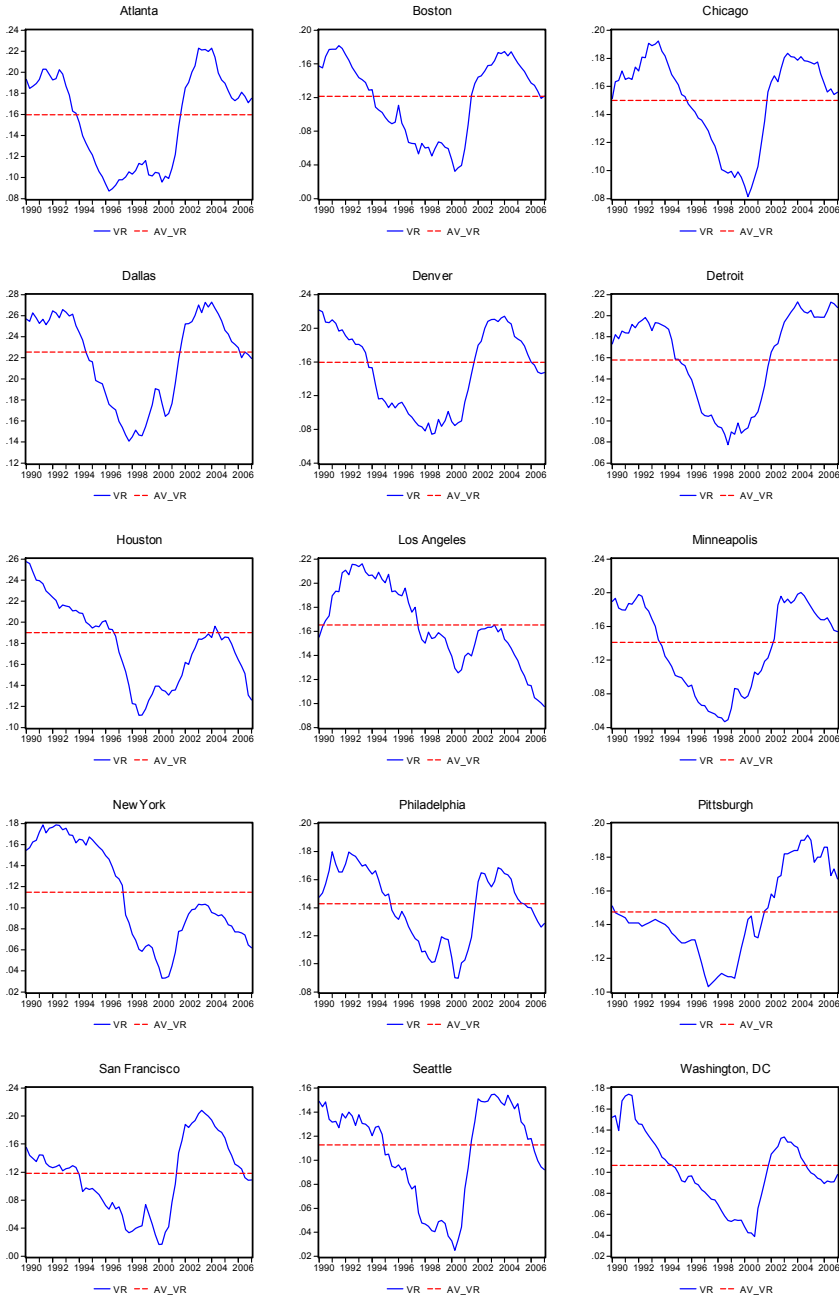 Atlanta
.24
.22
.20
.18
.16
.14
.12
.10
.08
1990 1992 1994 1996 1998 2000 2002 2004 2006
VR AV_VR
Boston
.20
.16
.12
.08
.04
.00
1990 1992 1994 1996 1998 2000 2002 2004 2006
VR AV_VR
Chicago
.20
.18
.16
.14
.12
.10
.08
1990 1992 1994 1996 1998 2000 2002 2004 2006
VR AV_VR
Dallas
.28
.26
.24
.22
.20
.18
.16
.14
.12
1990 1992 1994 1996 1998 2000 2002 2004 2006
VR AV_VR
Denver
.24
.20
.16
.12
.08
.04
1990 1992 1994 1996 1998 2000 2002 2004 2006
VR AV_VR
Detroit
.22
.20
.18
.16
.14
.12
.10
.08
.06
1990 1992 1994 1996 1998 2000 2002 2004 2006
VR AV_VR
Houston
.26
.24
.22
.20
.18
.16
.14
.12
.10
1990 1992 1994 1996 1998 2000 2002 2004 2006
VR AV_VR
Los Angeles
.22
.20
.18
.16
.14
.12
.10
.08
1990 1992 1994 1996 1998 2000 2002 2004 2006
VR AV_VR
Minneapolis
.24
.20
.16
.12
.08
.04
1990 1992 1994 1996 1998 2000 2002 2004 2006
VR AV_VR
New York
.18
.16
.14
.12
.10
.08
.06
.04
.02
1990 1992 1994 1996 1998 2000 2002 2004 2006
VR AV_VR
Philadelphia
.20
.18
.16
.14
.12
.10
.08
1990 1992 1994 1996 1998 2000 2002 2004 2006
VR AV_VR
Pittsburgh
.20
.18
.16
.14
.12
.10
1990 1992 1994 1996 1998 2000 2002 2004 2006
VR AV_VR
San Francisco
.24
.20
.16
.12
.08
.04
.00
1990 1992 1994 1996 1998 2000 2002 2004 2006
VR AV_VR
Seattle
.16
.14
.12
.10
.08
.06
.04
.02
1990 1992 1994 1996 1998 2000 2002 2004 2006
VR AV_VR
Washington, DC
.18
.16
.14
.12
.10
.08
.06
.04
.02
1990 1992 1994 1996 1998 2000 2002 2004 2006
VR AV_VR